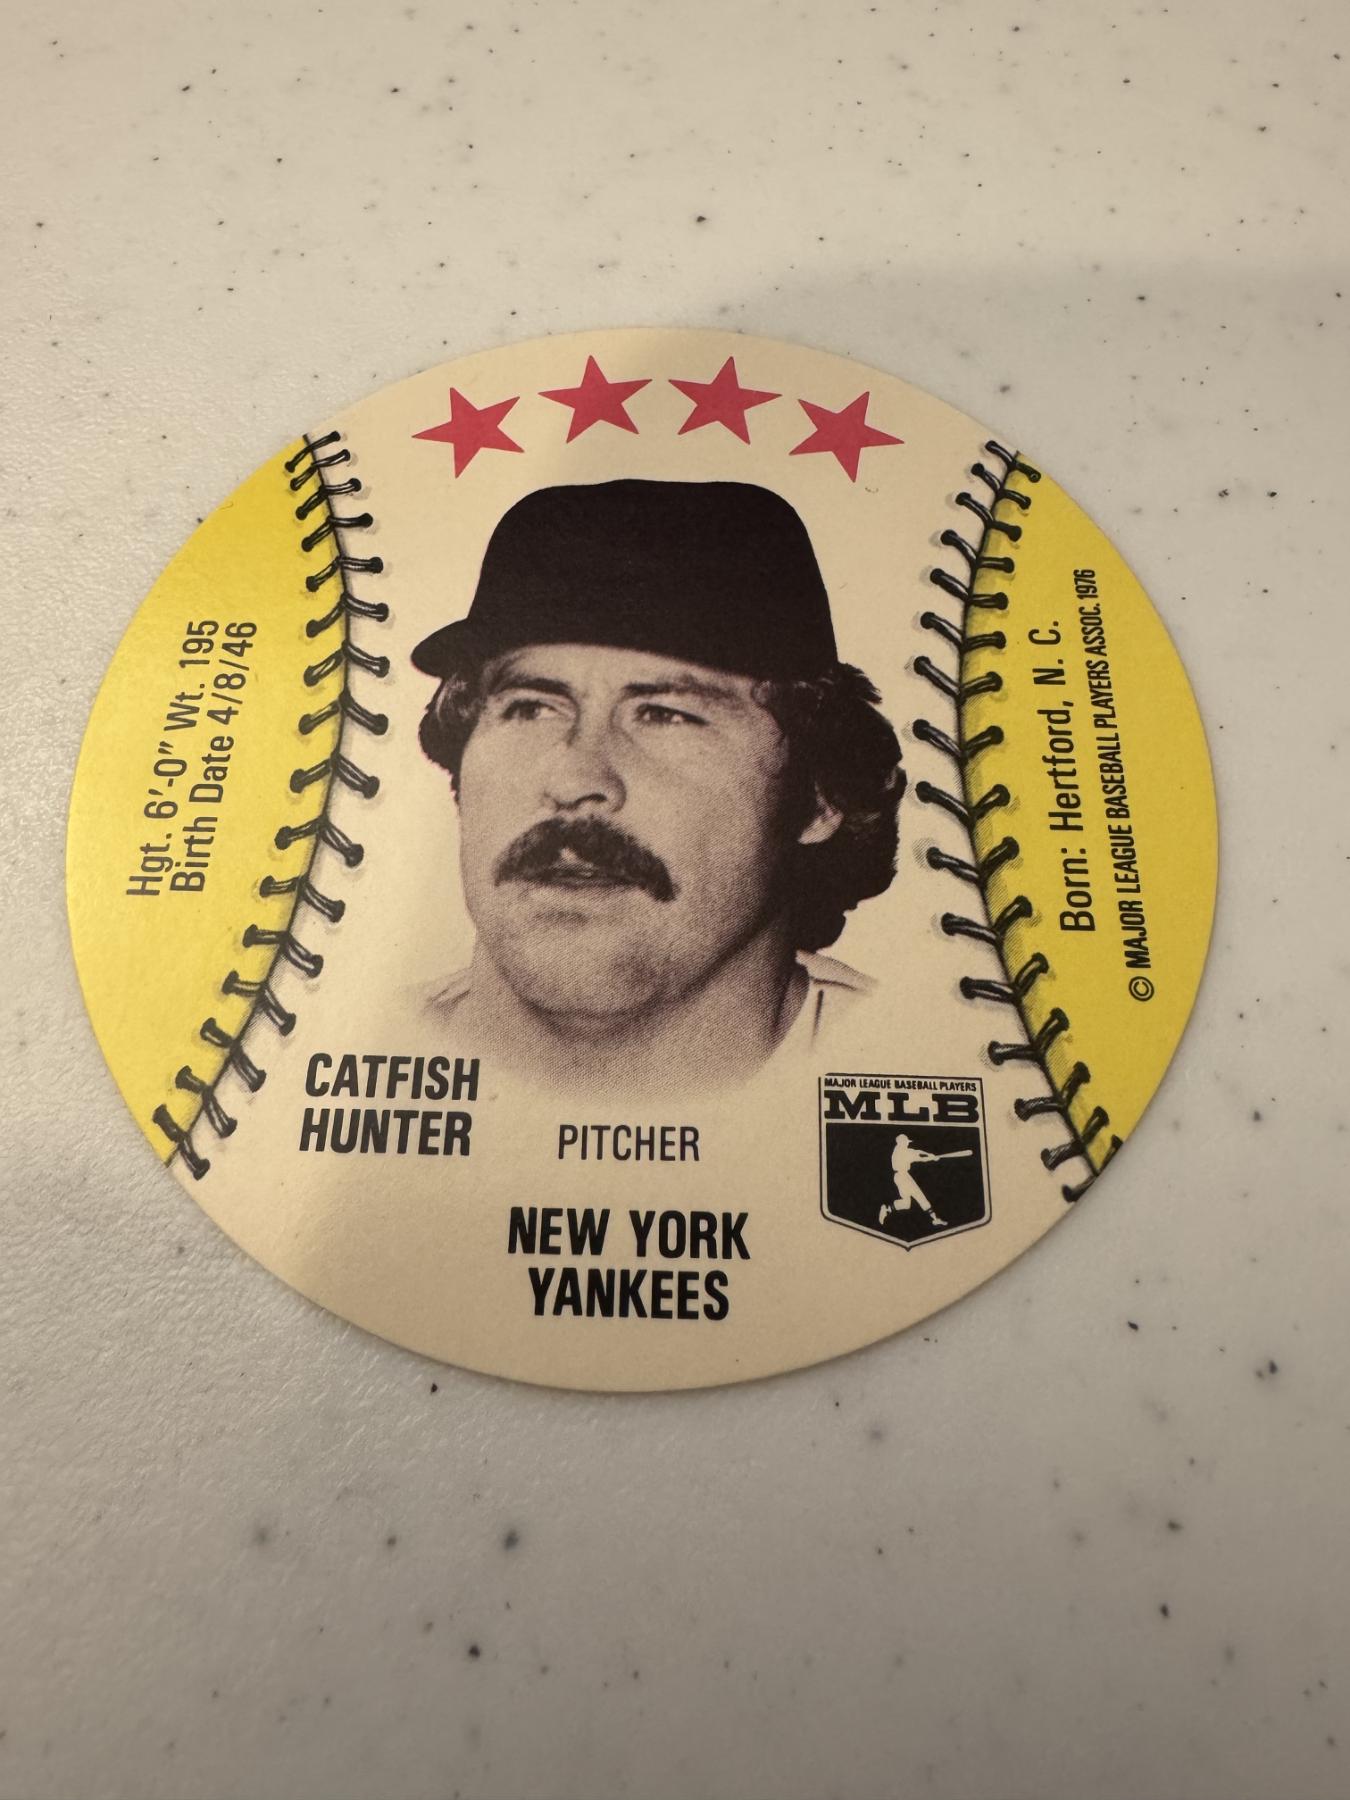 Hgt. 6'-0" Wt. 195
Birth Date 4/8/46
Born: Hertford, N. C.
© MAJOR LEAGUE BASEBALL PLAYERS ASSOC. 1976
CATFISH
HUNTER
PITCHER
NEW YORK
YANKEES
MAJOR LEAGUE BASEBALL PLAYERS
MLB